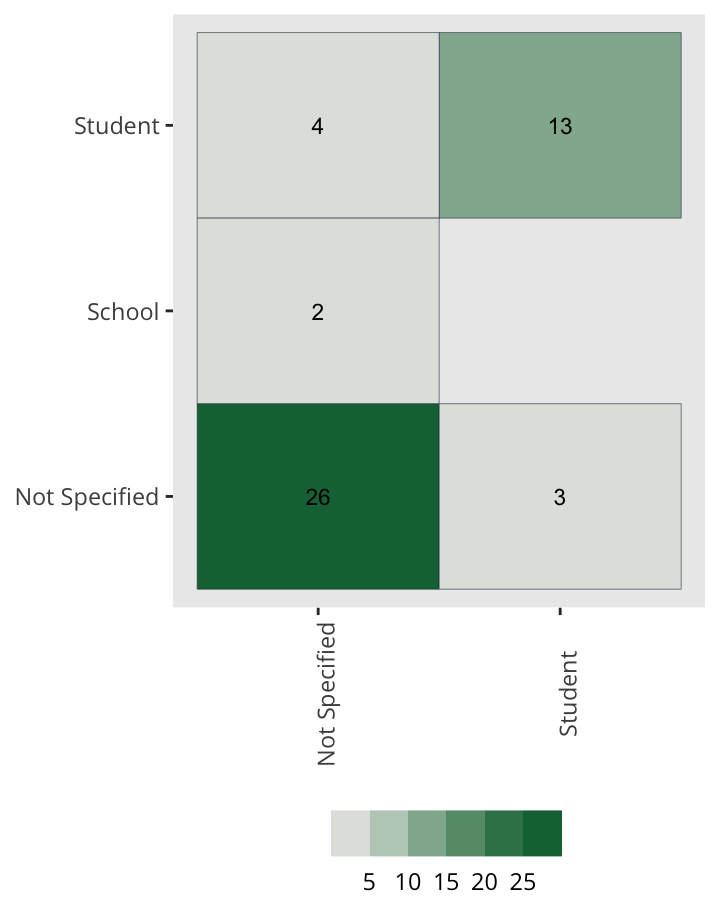 Student
4
13
School
2
Not Specified
26
3
Not Specified
Student
5 10 15 20 25